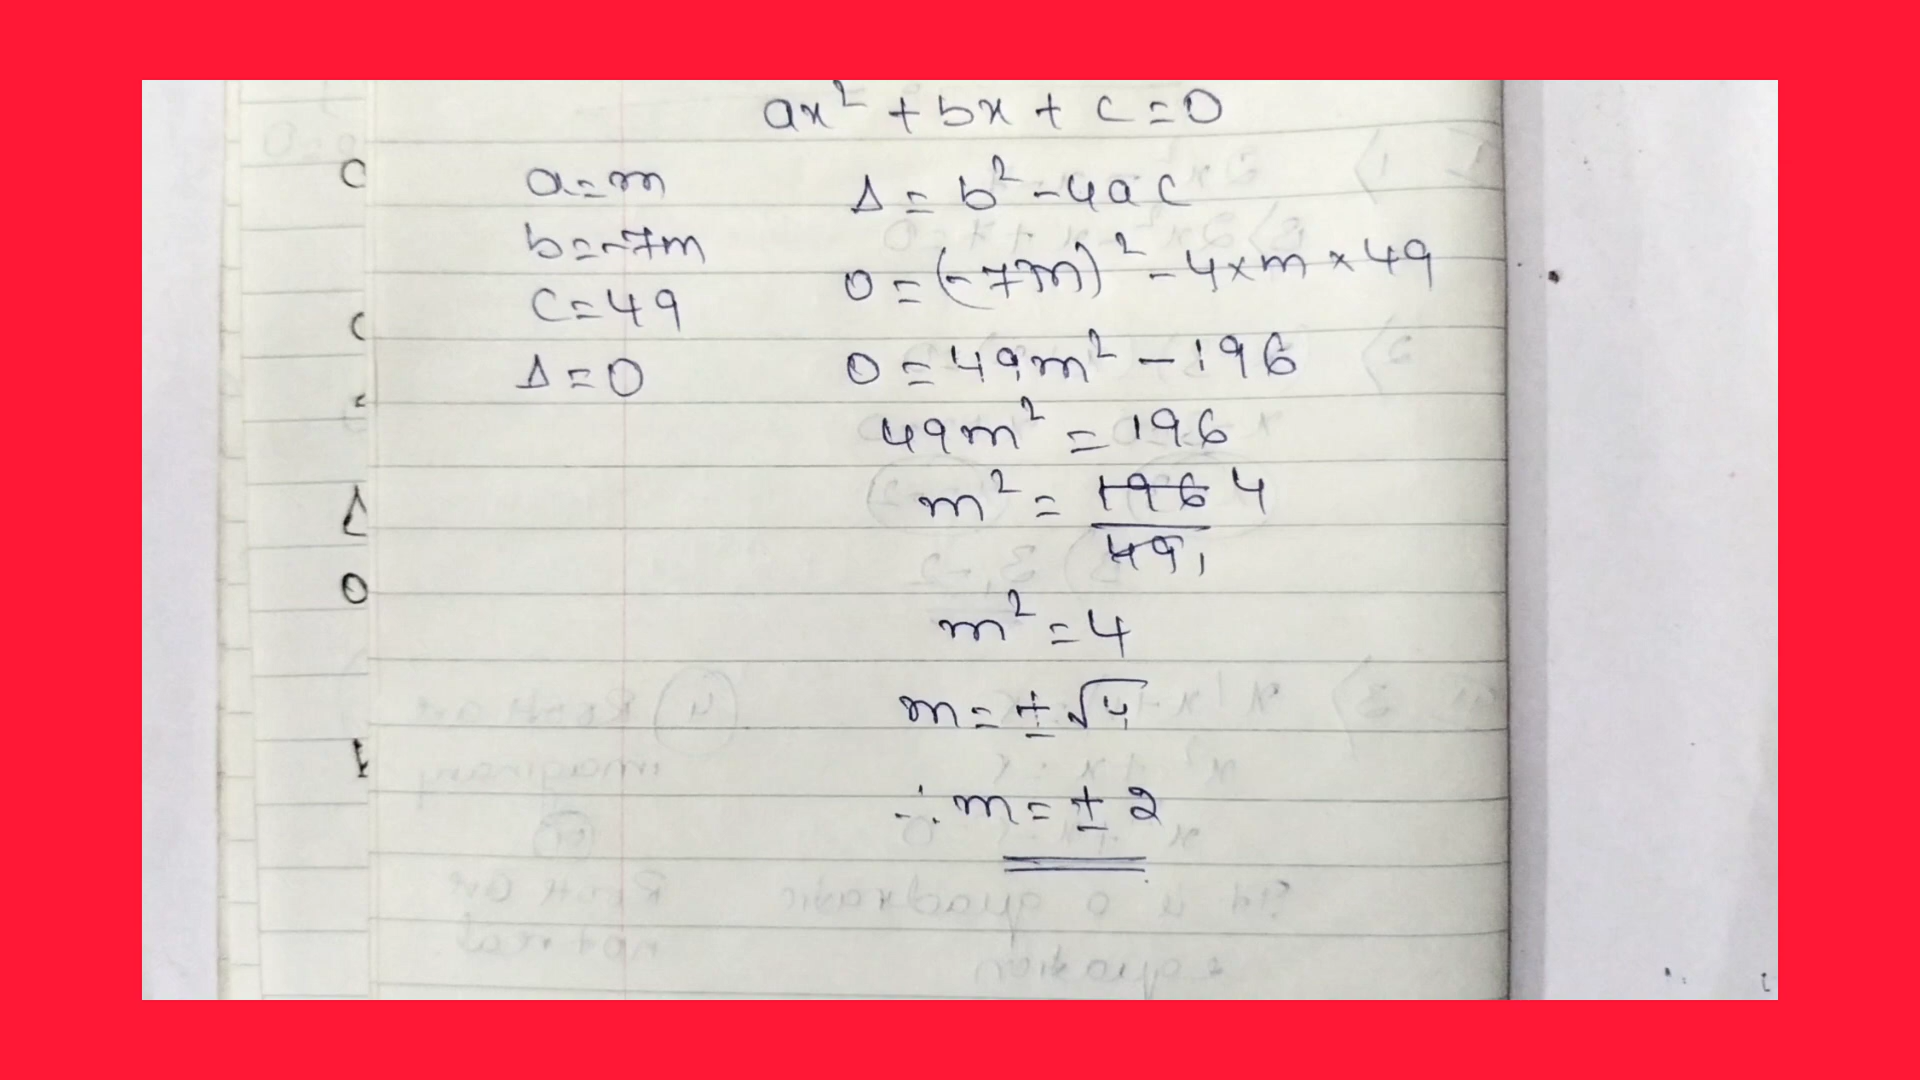 ax² + bx + c = 0
a = m
Δ = b² - 4ac
b = -7m
0 = (-7m)² - 4 × m × 49
c = 49
Δ = 0
0 = 49m² - 196
49m² = 196
m² = 196 4
49 1
m² = 4
m = ± √4
∴ m = ± 2